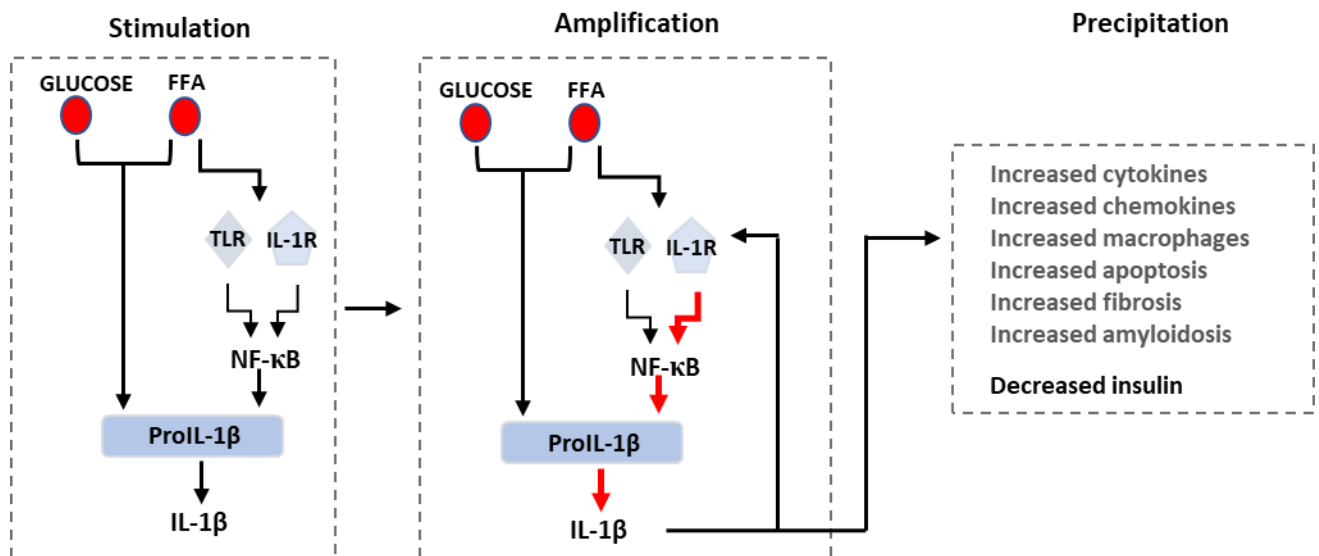 Stimulation
GLUCOSE FFA
TLR IL-1R
NF-κB
ProIL-1β
IL-1β
Amplification
GLUCOSE FFA
TLR IL-1R
NF-κB
ProIL-1β
IL-1β
Precipitation
Increased cytokines
Increased chemokines
Increased macrophages
Increased apoptosis
Increased fibrosis
Increased amyloidosis
Decreased insulin